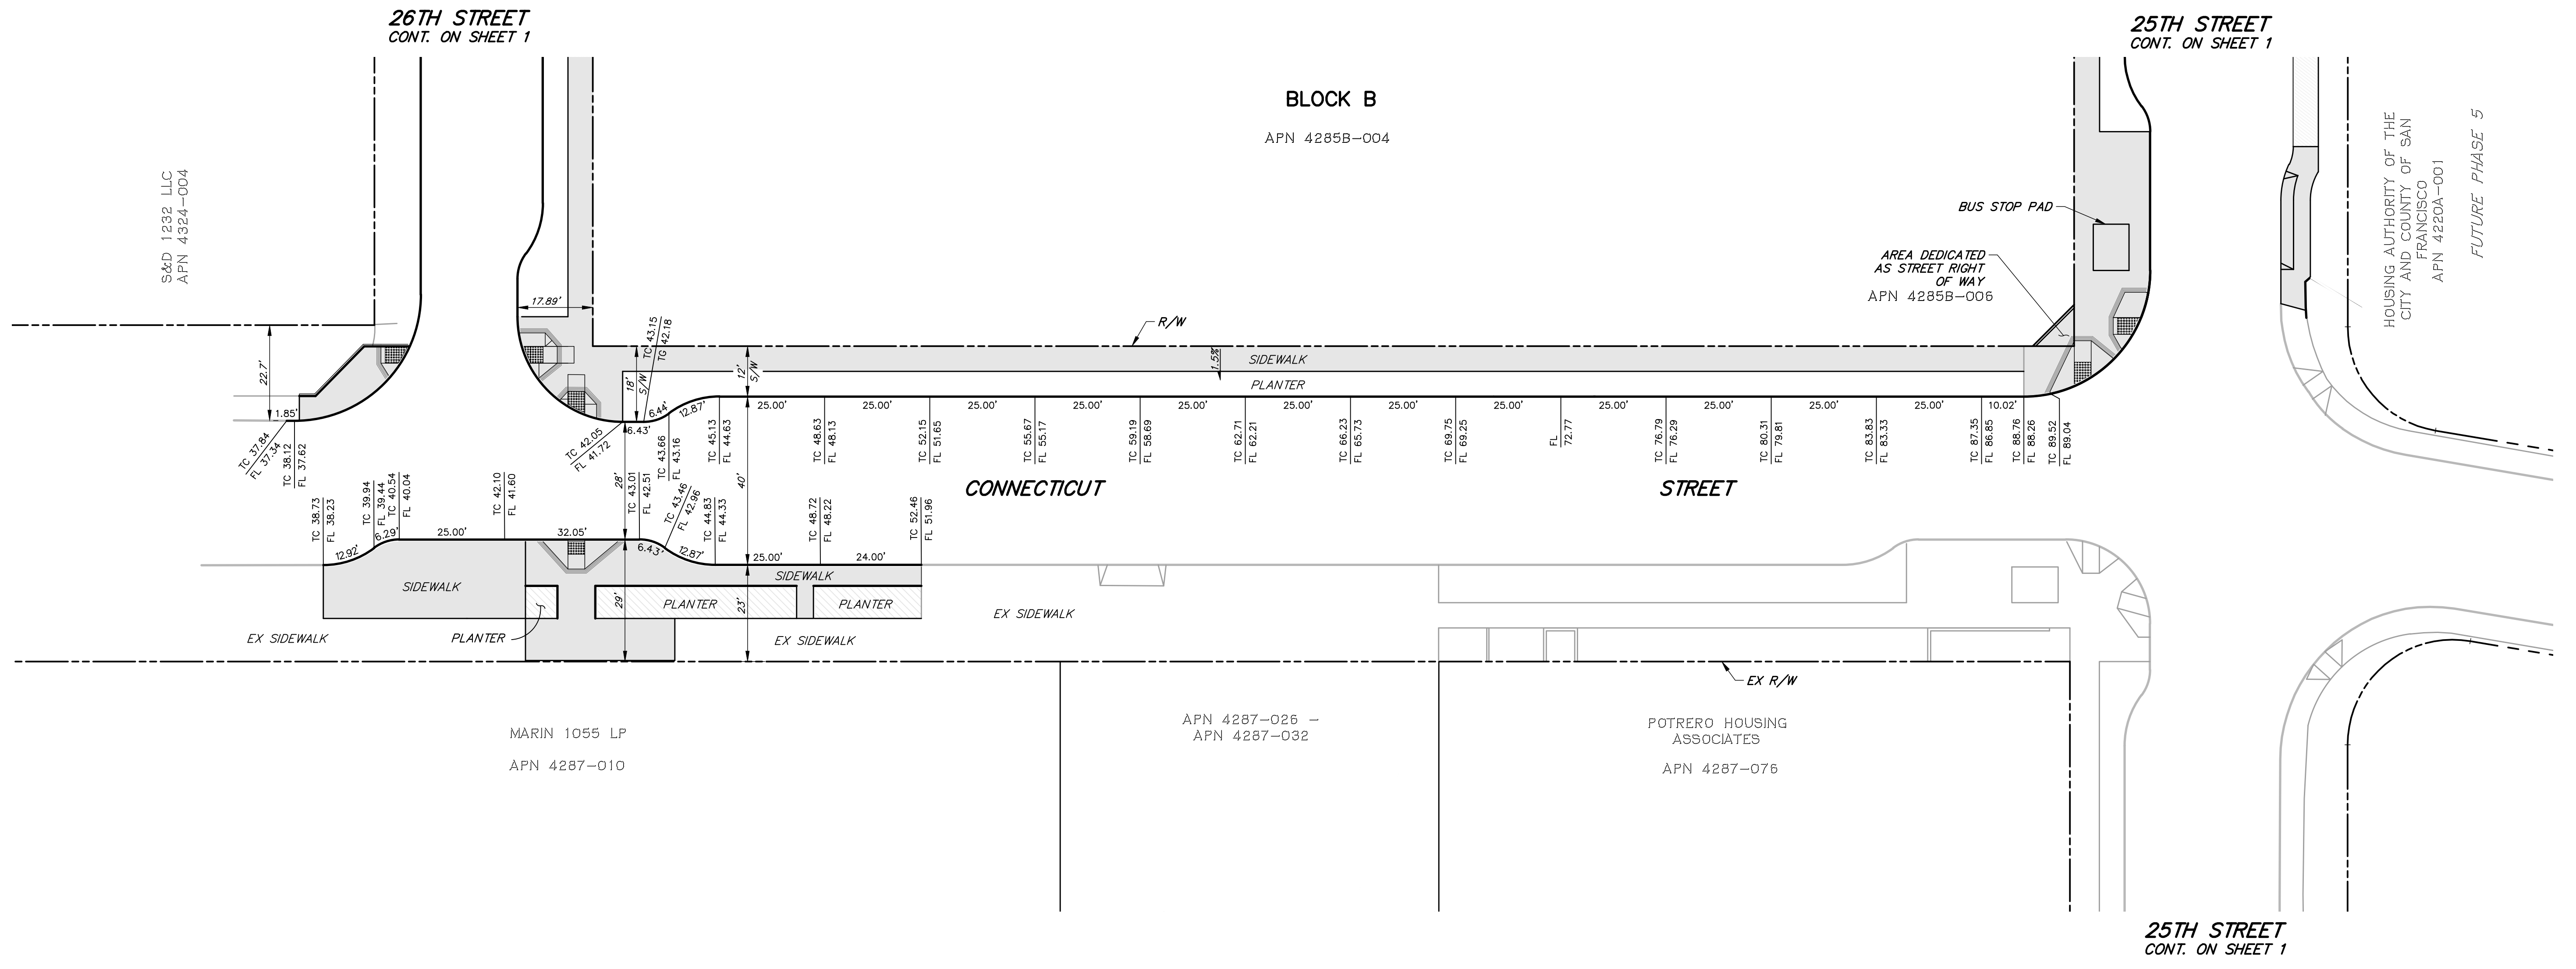 26TH STREET
CONT. ON SHEET 1
25TH STREET
CONT. ON SHEET 1
BLOCK B
APN 4285B-004
S&D 1232 LLC
APN 4324-004
HOUSING AUTHORITY OF THE
CITY AND COUNTY OF SAN
FRANCISCO
APN 4220A-001
FUTURE PHASE 5
BUS STOP PAD
AREA DEDICATED
AS STREET RIGHT
OF WAY
APN 4285B-006
17.89'
R/W
22.7'
1.85'
18'
S/W
TC 43.15
TG 42.18
12'
S/W
1.5%
SIDEWALK
PLANTER
6.43'
6.44'
12.87'
25.00'
25.00'
25.00'
25.00'
25.00'
25.00'
25.00'
25.00'
25.00'
25.00'
25.00'
25.00'
10.02'
TC 37.84
FL 37.34
TC 38.12
FL 37.62
TC 42.05
FL 41.72
TC 43.66
FL 43.16
TC 45.13
FL 44.63
TC 48.63
FL 48.13
TC 52.15
FL 51.65
TC 55.67
FL 55.17
TC 59.19
FL 58.69
TC 62.71
FL 62.21
TC 66.23
FL 65.73
TC 69.75
FL 69.25
FL
72.77
TC 76.79
FL 76.29
TC 80.31
FL 79.81
TC 83.83
FL 83.33
TC 87.35
FL 86.85
TC 88.76
FL 88.26
TC 89.52
FL 89.04
28'
40'
CONNECTICUT STREET
TC 38.73
FL 38.23
TC 39.94
FL 39.44
TC 40.54
FL 40.04
TC 42.10
FL 41.60
TC 43.01
FL 42.51
TC 43.46
FL 42.96
TC 44.83
FL 44.33
TC 48.72
FL 48.22
TC 52.46
FL 51.96
12.92'
6.29'
25.00'
32.05'
6.43'
12.87'
25.00'
24.00'
SIDEWALK
SIDEWALK
29'
23'
PLANTER
PLANTER
EX SIDEWALK
EX SIDEWALK
PLANTER
EX SIDEWALK
EX R/W
MARIN 1055 LP
APN 4287-010
APN 4287-026 -
APN 4287-032
POTRERO HOUSING
ASSOCIATES
APN 4287-076
25TH STREET
CONT. ON SHEET 1